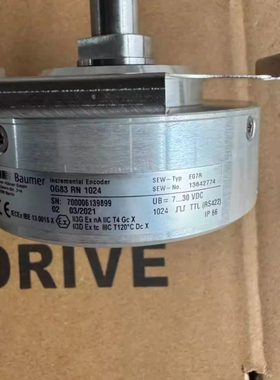 Baumer
Incremental Encoder
OG83 RN 1024
SN: 700006139899
02 03/2021
II3G Ex nA IIC T4 Gc X
II3D Ex tc IIIC T120°C Dc X
SEW-Typ EG7R
SEW-No. 13642774
UB= 7...30 VDC
1024 TTL (RS422)
IP 66
DRIVE